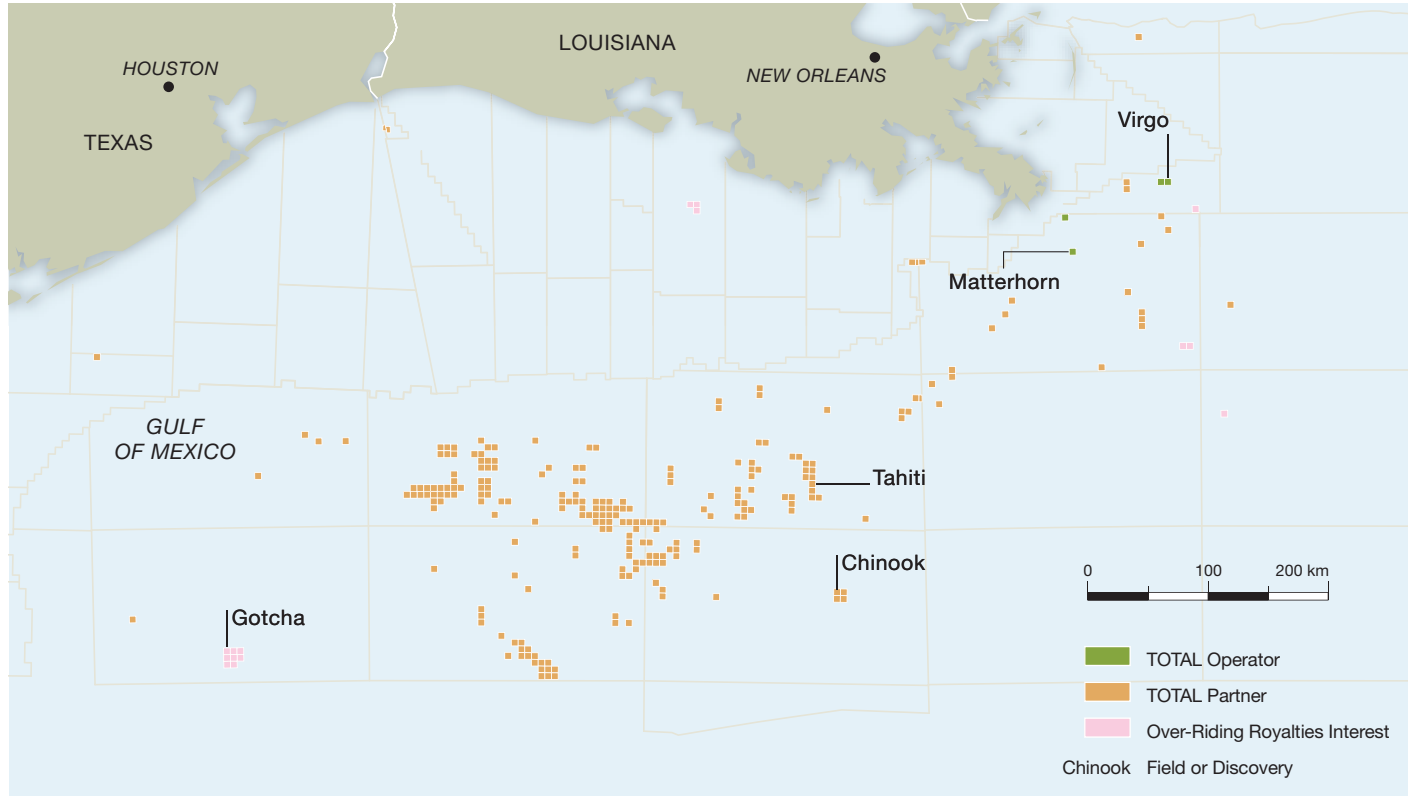 LOUISIANA
HOUSTON
NEW ORLEANS
TEXAS
Virgo
Matterhorn
GULF
OF MEXICO
Tahiti
Chinook
0 100 200 km
Gotcha
TOTAL Operator
TOTAL Partner
Over-Riding Royalties Interest
Chinook Field or Discovery